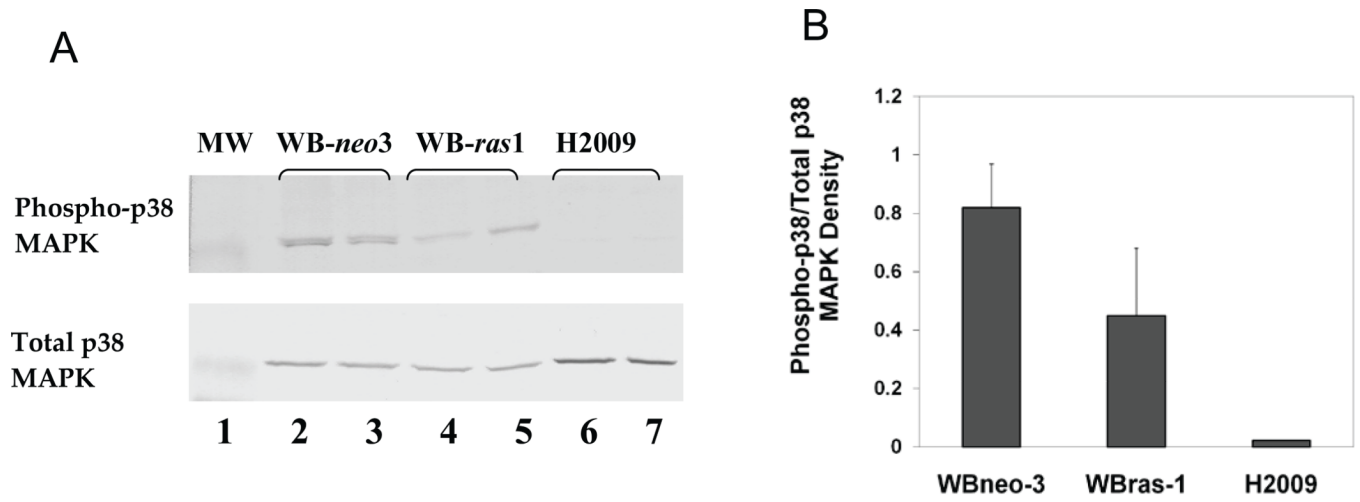 A
MW WB-neo3 WB-ras1 H2009
Phospho-p38
MAPK
Total p38
MAPK
1 2 3 4 5 6 7
B
Phospho-p38/Total p38
MAPK Density
1.2
1
0.8
0.6
0.4
0.2
0
WBneo-3 WBras-1 H2009